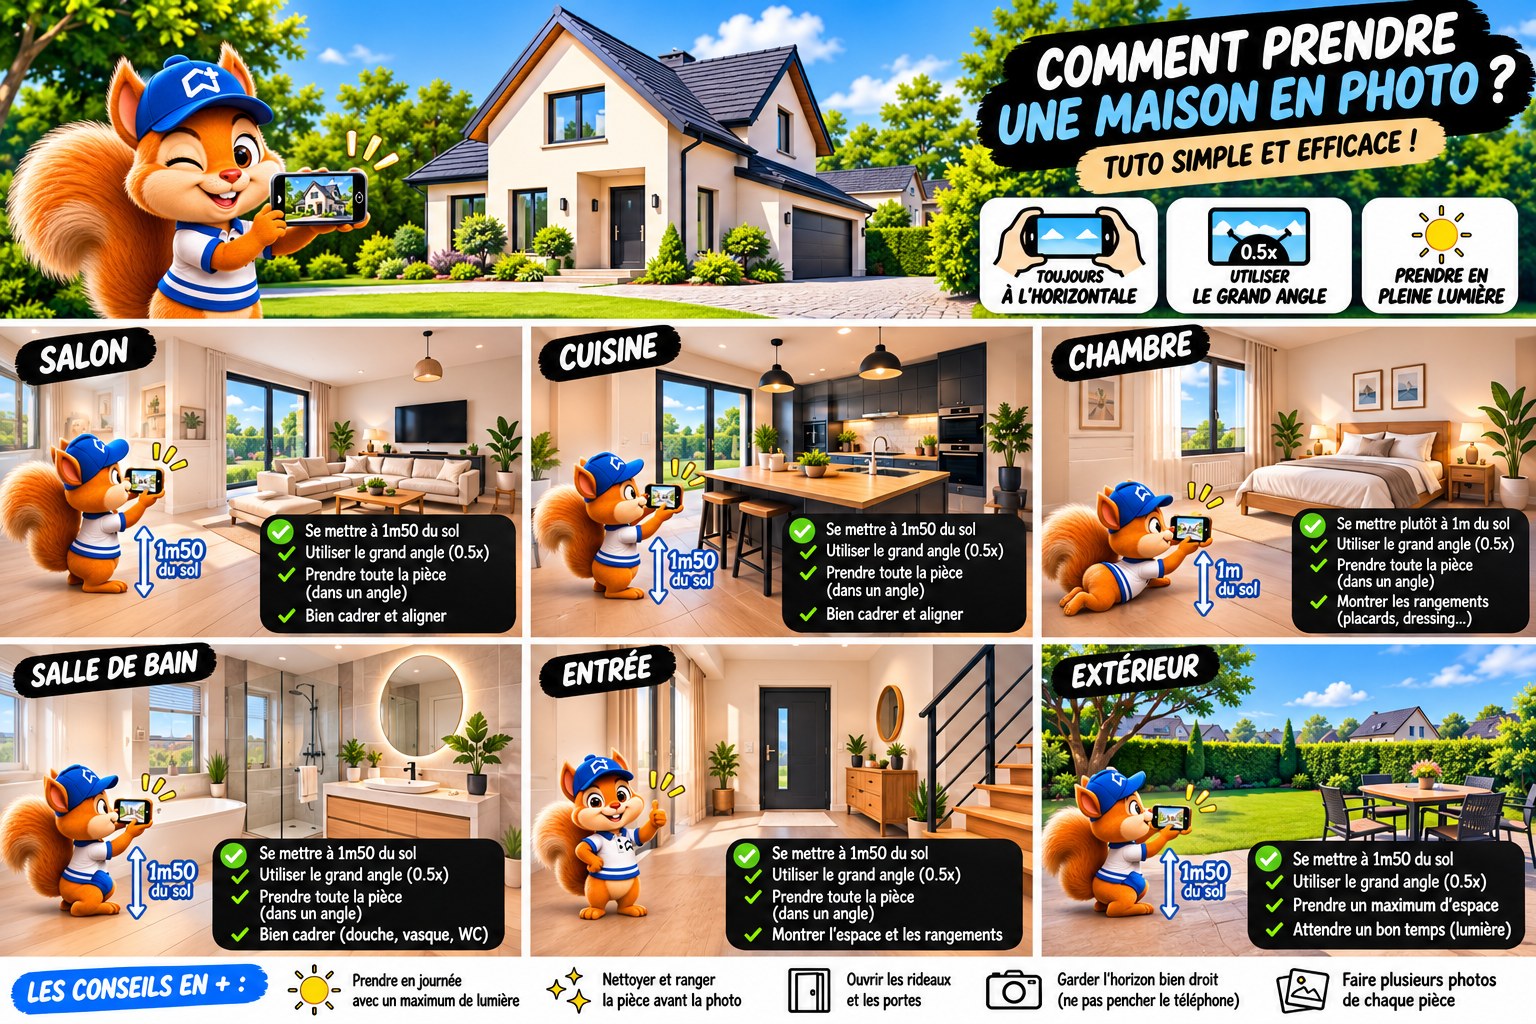 COMMENT PRENDRE
UNE MAISON EN PHOTO ?
TUTO SIMPLE ET EFFICACE !
TOUJOURS
À L'HORIZONTALE
0.5x
UTILISER
LE GRAND ANGLE
PRENDRE EN
PLEINE LUMIÈRE
SALON
1m50
du sol
Se mettre à 1m50 du sol
Utiliser le grand angle (0.5x)
Prendre toute la pièce
(dans un angle)
Bien cadrer et aligner
CUISINE
1m50
du sol
Se mettre à 1m50 du sol
Utiliser le grand angle (0.5x)
Prendre toute la pièce
(dans un angle)
Bien cadrer et aligner
CHAMBRE
1m
du sol
Se mettre plutôt à 1m du sol
Utiliser le grand angle (0.5x)
Prendre toute la pièce
(dans un angle)
Montrer les rangements
(placards, dressing...)
SALLE DE BAIN
1m50
du sol
Se mettre à 1m50 du sol
Utiliser le grand angle (0.5x)
Prendre toute la pièce
(dans un angle)
Bien cadrer (douche, vasque, WC)
ENTRÉE
Se mettre à 1m50 du sol
Utiliser le grand angle (0.5x)
Prendre toute la pièce
(dans un angle)
Montrer l'espace et les rangements
EXTÉRIEUR
1m50
du sol
Se mettre à 1m50 du sol
Utiliser le grand angle (0.5x)
Prendre un maximum d'espace
Attendre un bon temps (lumière)
LES CONSEILS EN + :
Prendre en journée
avec un maximum de lumière
Nettoyer et ranger
la pièce avant la photo
Ouvrir les rideaux
et les portes
Garder l'horizon bien droit
(ne pas pencher le téléphone)
Faire plusieurs photos
de chaque pièce